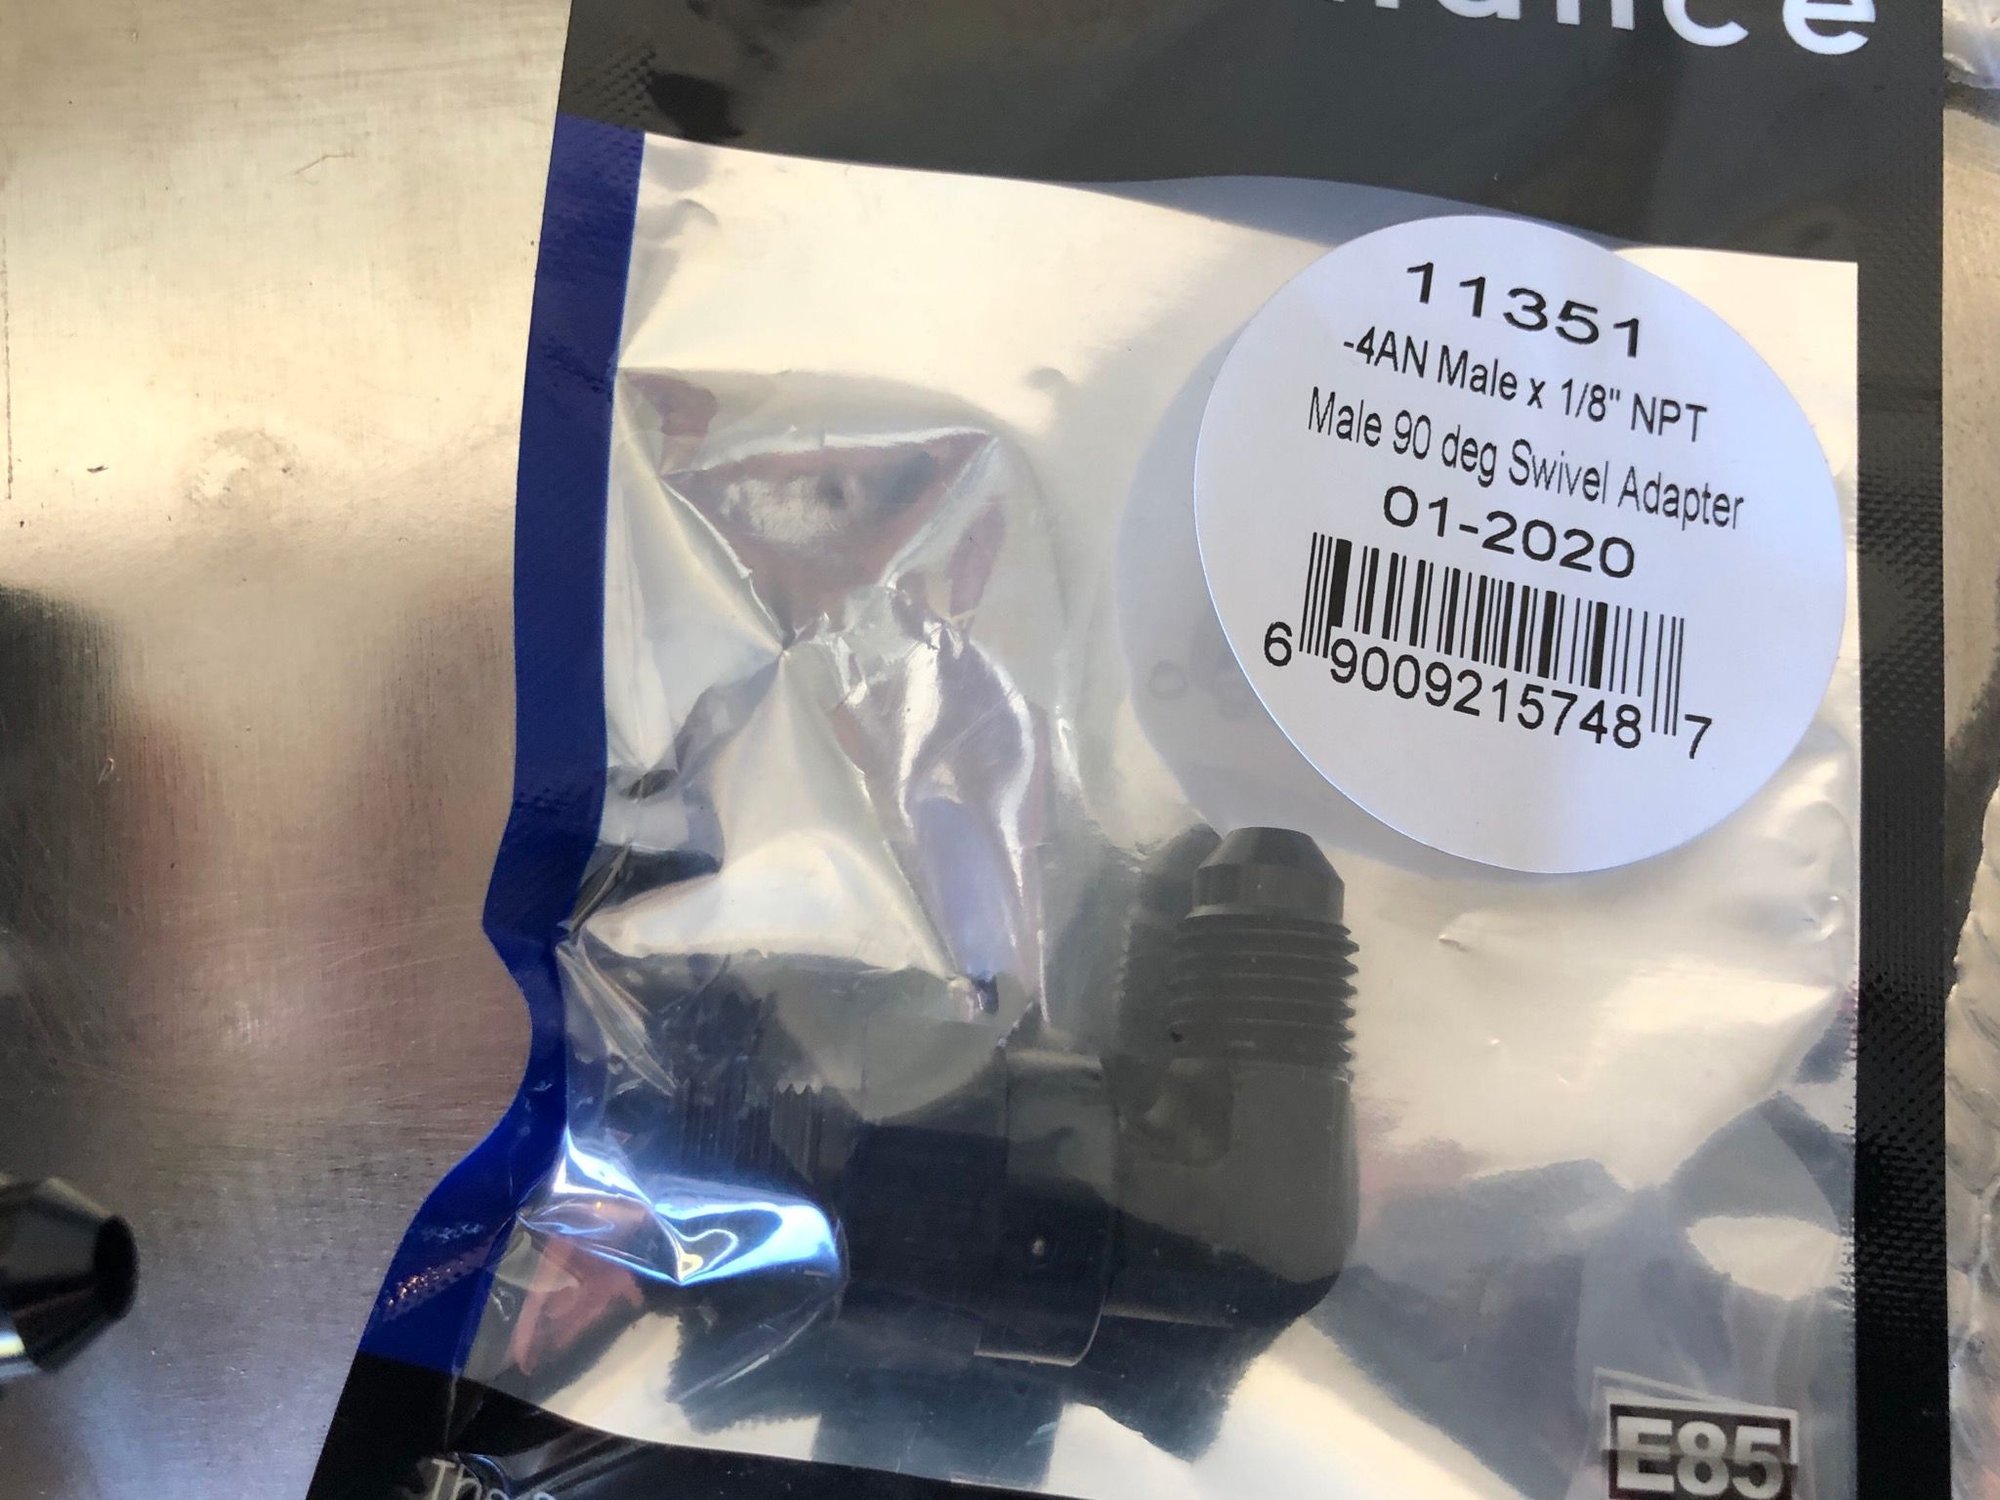 11351
-4AN Male x 1/8" NPT
Male 90 deg Swivel Adapter
01-2020
6 9009215748 7
E85